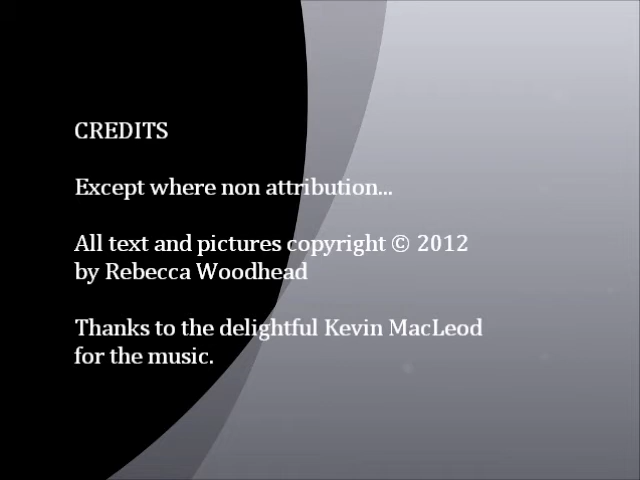 CREDITS
Except where non attribution...
All text and pictures copyright © 2012
by Rebecca Woodhead
Thanks to the delightful Kevin MacLeod
for the music.